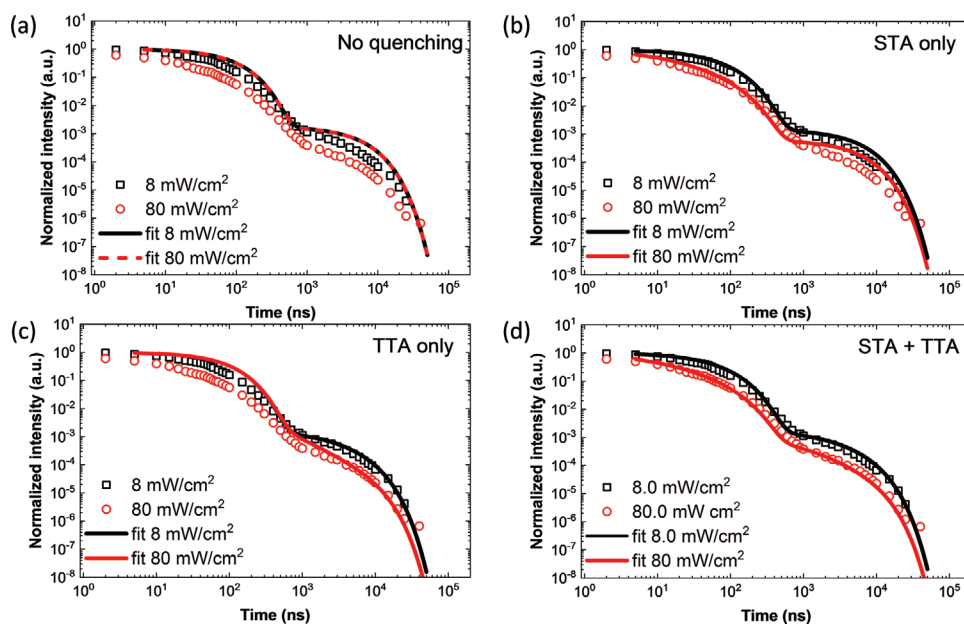 (a)
No quenching
10¹
10⁰
10⁻¹
10⁻²
10⁻³
10⁻⁴
10⁻⁵
10⁻⁶
10⁻⁷
10⁻⁸
Normalized intensity (a.u.)
8 mW/cm²
80 mW/cm²
fit 8 mW/cm²
fit 80 mW/cm²
10⁰ 10¹ 10² 10³ 10⁴ 10⁵
Time (ns)
(b)
STA only
10¹
10⁰
10⁻¹
10⁻²
10⁻³
10⁻⁴
10⁻⁵
10⁻⁶
10⁻⁷
10⁻⁸
Normalized intensity (a.u.)
8 mW/cm²
80 mW/cm²
fit 8 mW/cm²
fit 80 mW/cm²
10⁰ 10¹ 10² 10³ 10⁴ 10⁵
Time (ns)
(c)
TTA only
10¹
10⁰
10⁻¹
10⁻²
10⁻³
10⁻⁴
10⁻⁵
10⁻⁶
10⁻⁷
10⁻⁸
Normalized intensity (a.u.)
8 mW/cm²
80 mW/cm²
fit 8 mW/cm²
fit 80 mW/cm²
10⁰ 10¹ 10² 10³ 10⁴ 10⁵
Time (ns)
(d)
STA + TTA
10¹
10⁰
10⁻¹
10⁻²
10⁻³
10⁻⁴
10⁻⁵
10⁻⁶
10⁻⁷
10⁻⁸
Normalized intensity (a.u.)
8.0 mW/cm²
80.0 mW cm²
fit 8.0 mW/cm²
fit 80 mW/cm²
10⁰ 10¹ 10² 10³ 10⁴ 10⁵
Time (ns)